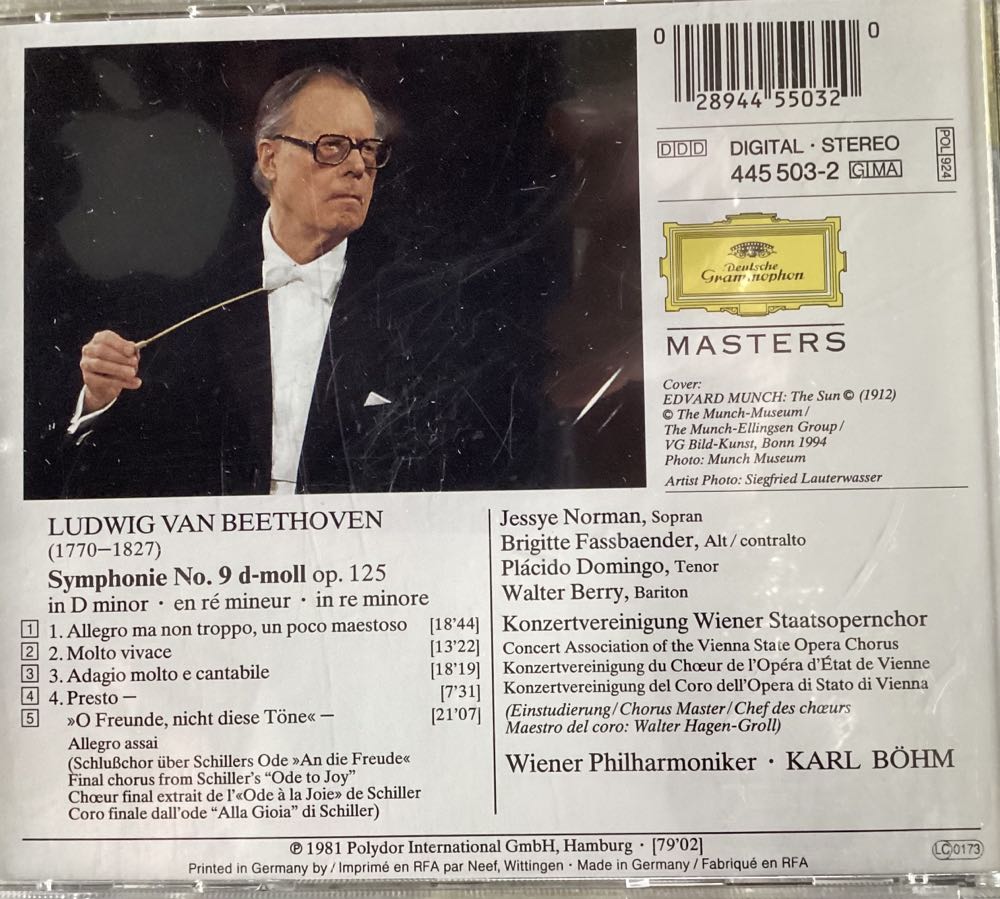 0 28944 55032 0
DDD DIGITAL · STEREO
445 503-2 GIMA
POL 924
Deutsche
Grammophon
MASTERS
Cover:
EDVARD MUNCH: The Sun © (1912)
© The Munch-Museum/
The Munch-Ellingsen Group/
VG Bild-Kunst, Bonn 1994
Photo: Munch Museum
Artist Photo: Siegfried Lauterwasser
LUDWIG VAN BEETHOVEN
(1770–1827)
Symphonie No. 9 d-moll op. 125
in D minor · en ré mineur · in re minore
1 1. Allegro ma non troppo, un poco maestoso [18'44]
2 2. Molto vivace [13'22]
3 3. Adagio molto e cantabile [18'19]
4 4. Presto – [7'31]
5 »O Freunde, nicht diese Töne« – [21'07]
Allegro assai
(Schlußchor über Schillers Ode »An die Freude«
Final chorus from Schiller's "Ode to Joy"
Chœur final extrait de l'«Ode à la Joie» de Schiller
Coro finale dall'ode "Alla Gioia" di Schiller)
Jessye Norman, Sopran
Brigitte Fassbaender, Alt/contralto
Plácido Domingo, Tenor
Walter Berry, Bariton
Konzertvereinigung Wiener Staatsopernchor
Concert Association of the Vienna State Opera Chorus
Konzertvereinigung du Chœur de l'Opéra d'État de Vienne
Konzertvereinigung del Coro dell'Opera di Stato di Vienna
(Einstudierung/Chorus Master/Chef des chœurs
Maestro del coro: Walter Hagen-Groll)
Wiener Philharmoniker · KARL BÖHM
℗ 1981 Polydor International GmbH, Hamburg · [79'02]
LC 0173
Printed in Germany by / Imprimé en RFA par Neef, Wittingen · Made in Germany / Fabriqué en RFA